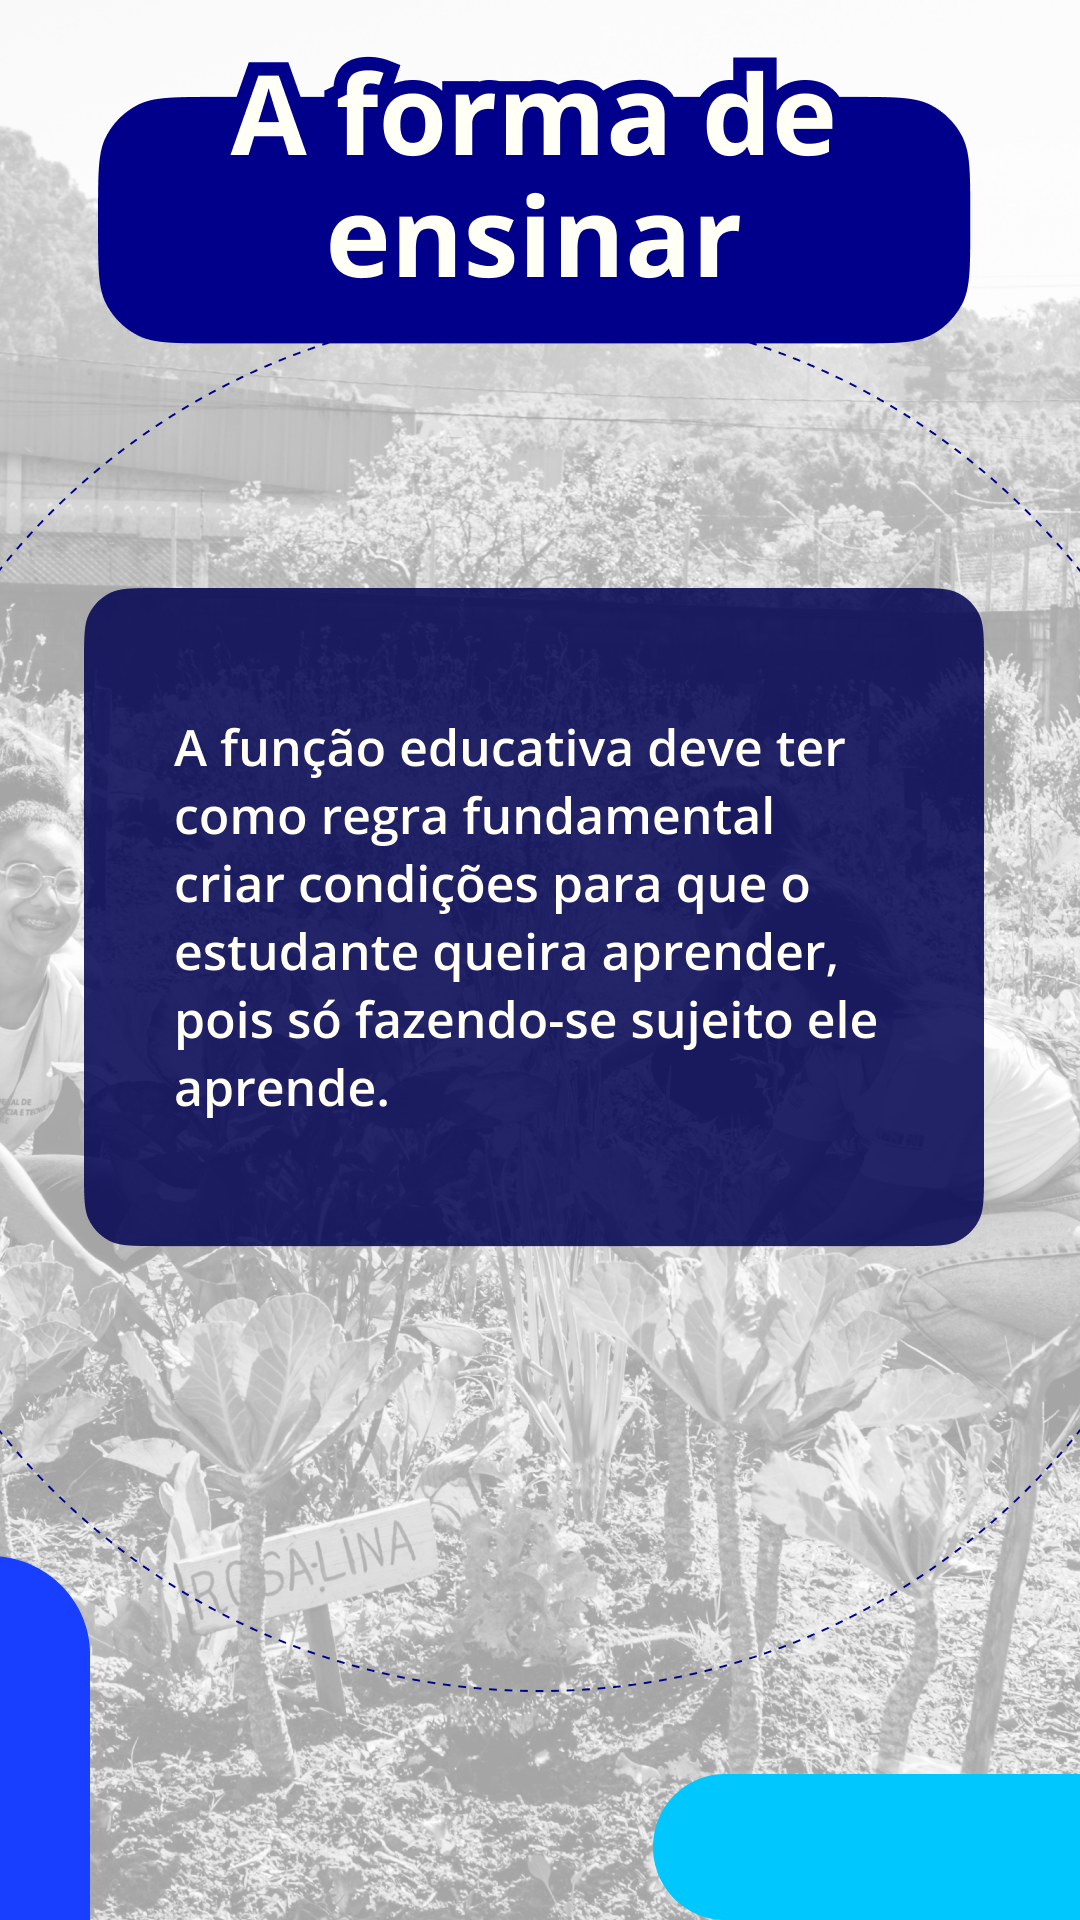 A forma de
ensinar
A função educativa deve ter
como regra fundamental
criar condições para que o
estudante queira aprender,
pois só fazendo-se sujeito ele
aprende.
ROSALINA